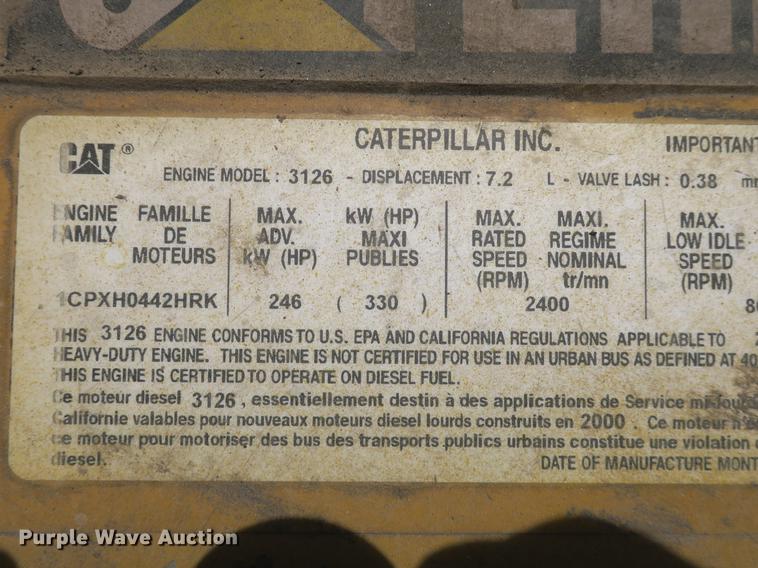 CAT ®
CATERPILLAR INC.
IMPORTANT
ENGINE MODEL : 3126 - DISPLACEMENT : 7.2 L - VALVE LASH : 0.38
ENGINE FAMILLE MAX. kW (HP) MAX. MAXI. MAX.
FAMILY DE ADV. MAXI RATED REGIME LOW IDLE
MOTEURS kW (HP) PUBLIES SPEED NOMINAL SPEED
(RPM) tr/mn (RPM)
1CPXH0442HRK 246 ( 330 ) 2400
THIS 3126 ENGINE CONFORMS TO U.S. EPA AND CALIFORNIA REGULATIONS APPLICABLE TO
HEAVY-DUTY ENGINE. THIS ENGINE IS NOT CERTIFIED FOR USE IN AN URBAN BUS AS DEFINED AT 40
THIS ENGINE IS CERTIFIED TO OPERATE ON DIESEL FUEL.
Ce moteur diesel 3126 , essentiellement destin à des applications de Service mi-lourd
Californie valables pour nouveaux moteurs diesel lourds construits en 2000 . Ce moteur
ce moteur pour motoriser des bus des transports publics urbains constitue une violation
diesel.
DATE OF MANUFACTURE MONT
Purple Wave Auction